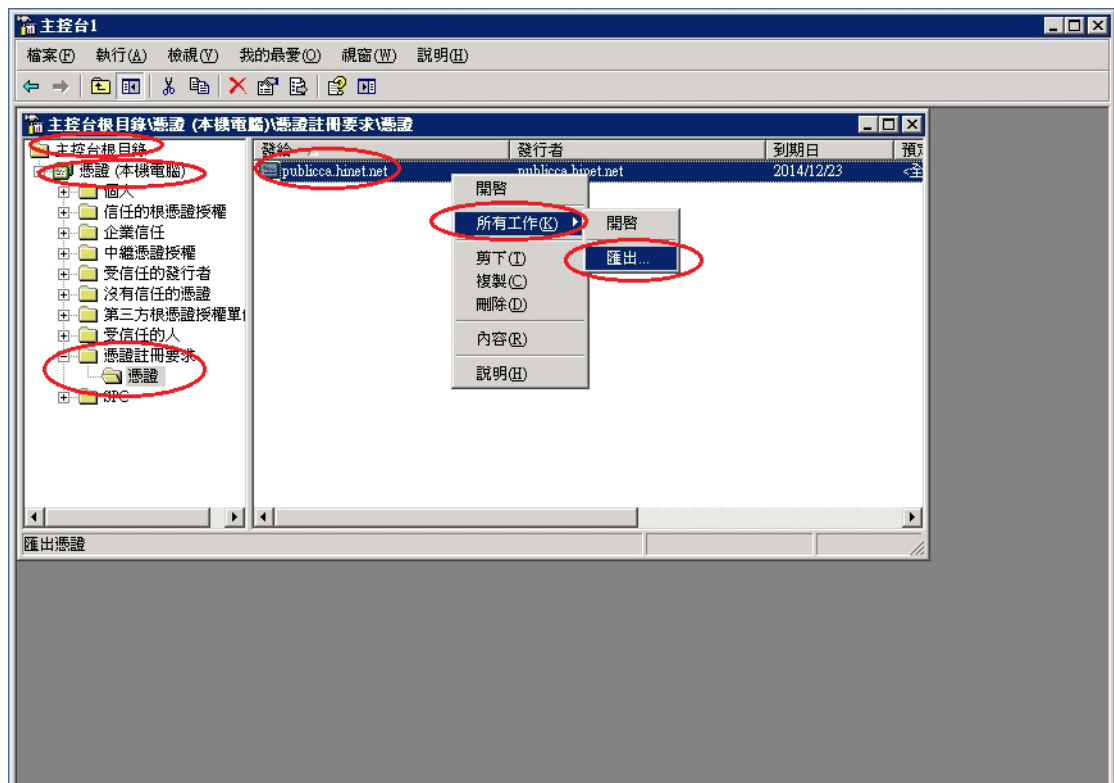 主控台1
檔案(F) 執行(A) 檢視(V) 我的最愛(O) 視窗(W) 說明(H)
主控台根目錄\憑證 (本機電腦)\憑證註冊要求\憑證
主控台根目錄
憑證 (本機電腦)
個人
信任的根憑證授權
企業信任
中繼憑證授權
受信任的發行者
沒有信任的憑證
第三方根憑證授權單
受信任的人
憑證註冊要求
憑證
SPC
發給 發行者 到期日 預
publicca.hinet.net publicca.hinet.net 2014/12/23 <全
開啓
所有工作(K)
剪下(T)
複製(C)
刪除(D)
內容(R)
說明(H)
開啓
匯出...
匯出憑證